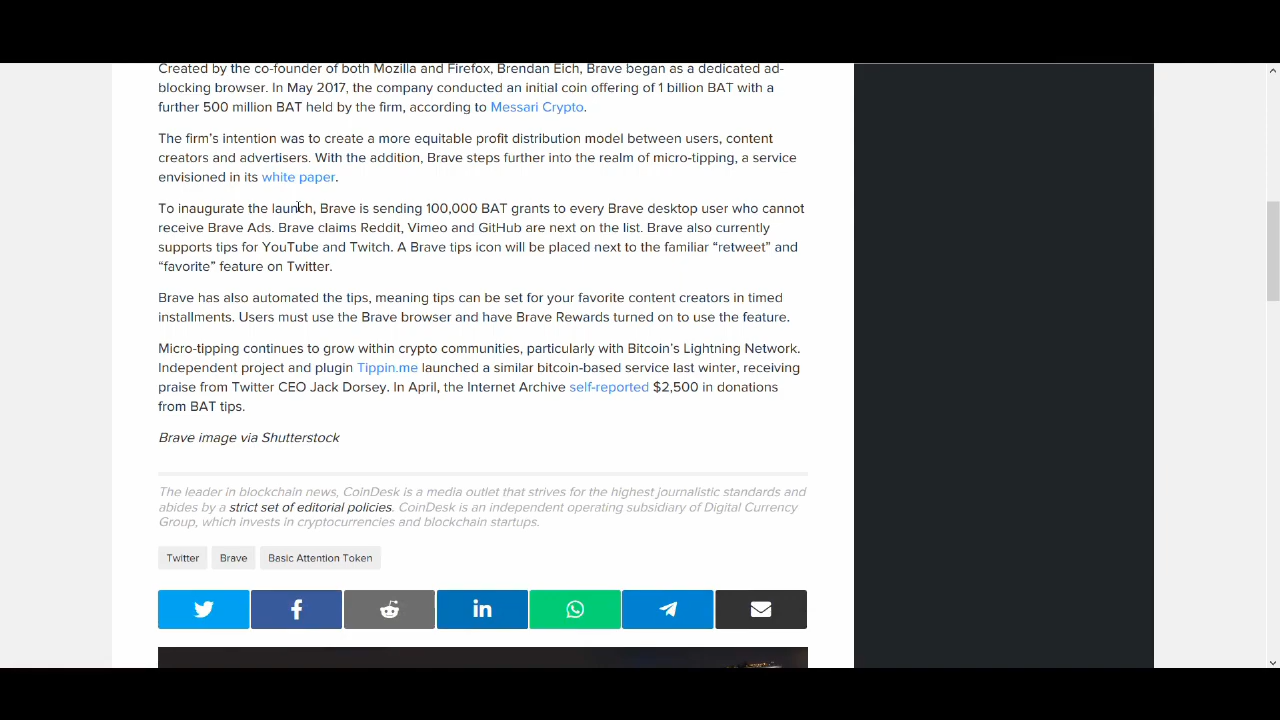 Created by the co-founder of both Mozilla and Firefox, Brendan Eich, Brave began as a dedicated ad-
blocking browser. In May 2017, the company conducted an initial coin offering of 1 billion BAT with a
further 500 million BAT held by the firm, according to Messari Crypto.
The firm's intention was to create a more equitable profit distribution model between users, content
creators and advertisers. With the addition, Brave steps further into the realm of micro-tipping, a service
envisioned in its white paper.
To inaugurate the launch, Brave is sending 100,000 BAT grants to every Brave desktop user who cannot
receive Brave Ads. Brave claims Reddit, Vimeo and GitHub are next on the list. Brave also currently
supports tips for YouTube and Twitch. A Brave tips icon will be placed next to the familiar “retweet” and
“favorite” feature on Twitter.
Brave has also automated the tips, meaning tips can be set for your favorite content creators in timed
installments. Users must use the Brave browser and have Brave Rewards turned on to use the feature.
Micro-tipping continues to grow within crypto communities, particularly with Bitcoin's Lightning Network.
Independent project and plugin Tippin.me launched a similar bitcoin-based service last winter, receiving
praise from Twitter CEO Jack Dorsey. In April, the Internet Archive self-reported $2,500 in donations
from BAT tips.
Brave image via Shutterstock
The leader in blockchain news, CoinDesk is a media outlet that strives for the highest journalistic standards and
abides by a strict set of editorial policies. CoinDesk is an independent operating subsidiary of Digital Currency
Group, which invests in cryptocurrencies and blockchain startups.
Twitter Brave Basic Attention Token